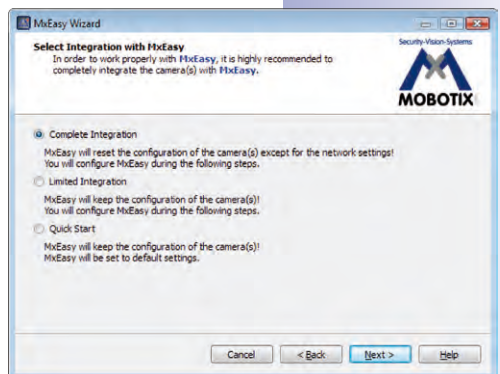 MxEasy Wizard
Select Integration with MxEasy
In order to work properly with MxEasy, it is highly recommended to
completely integrate the camera(s) with MxEasy.
Security-Vision-Systems
MOBOTIX
Complete Integration
MxEasy will reset the configuration of the camera(s) except for the network settings!
You will configure MxEasy during the following steps.
Limited Integration
MxEasy will keep the configuration of the camera(s)!
You will configure MxEasy during the following steps.
Quick Start
MxEasy will keep the configuration of the camera(s)!
MxEasy will be set to default settings.
Cancel
< Back
Next >
Help